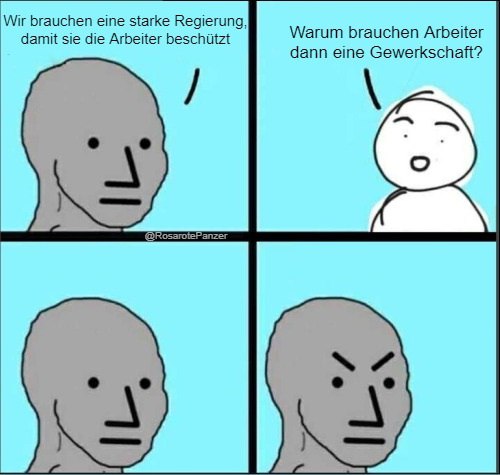 Wir brauchen eine starke Regierung,
damit sie die Arbeiter beschützt
Warum brauchen Arbeiter
dann eine Gewerkschaft?
@RosarotePanzer